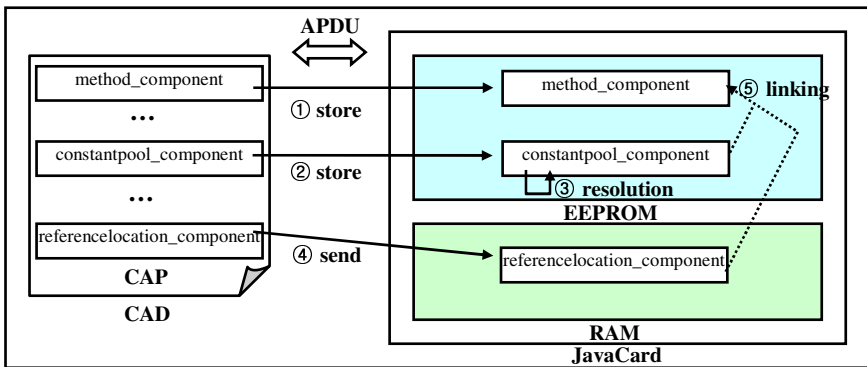 APDU
method_component
...
① store
constantpool_component
...
② store
referencelocation_component
④ send
CAP
CAD
method_component
⑤ linking
constantpool_component
③ resolution
EEPROM
referencelocation_component
RAM
JavaCard